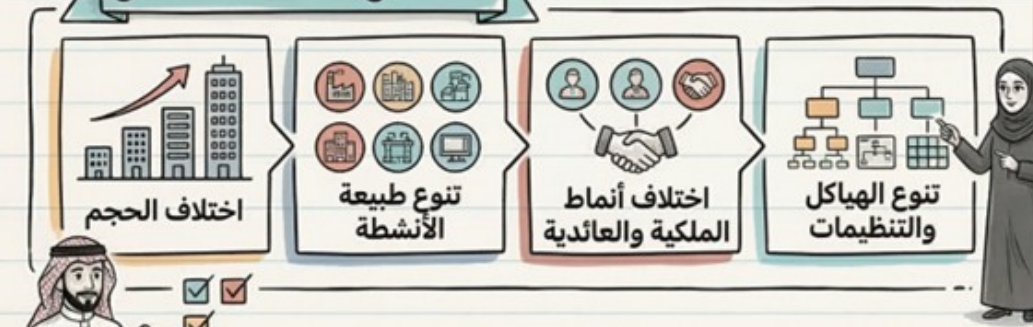 تنوع الهياكل
والتنظيمات
اختلاف أنماط
الملكية والعائدية
تنوع طبيعة
الأنشطة
اختلاف الحجم